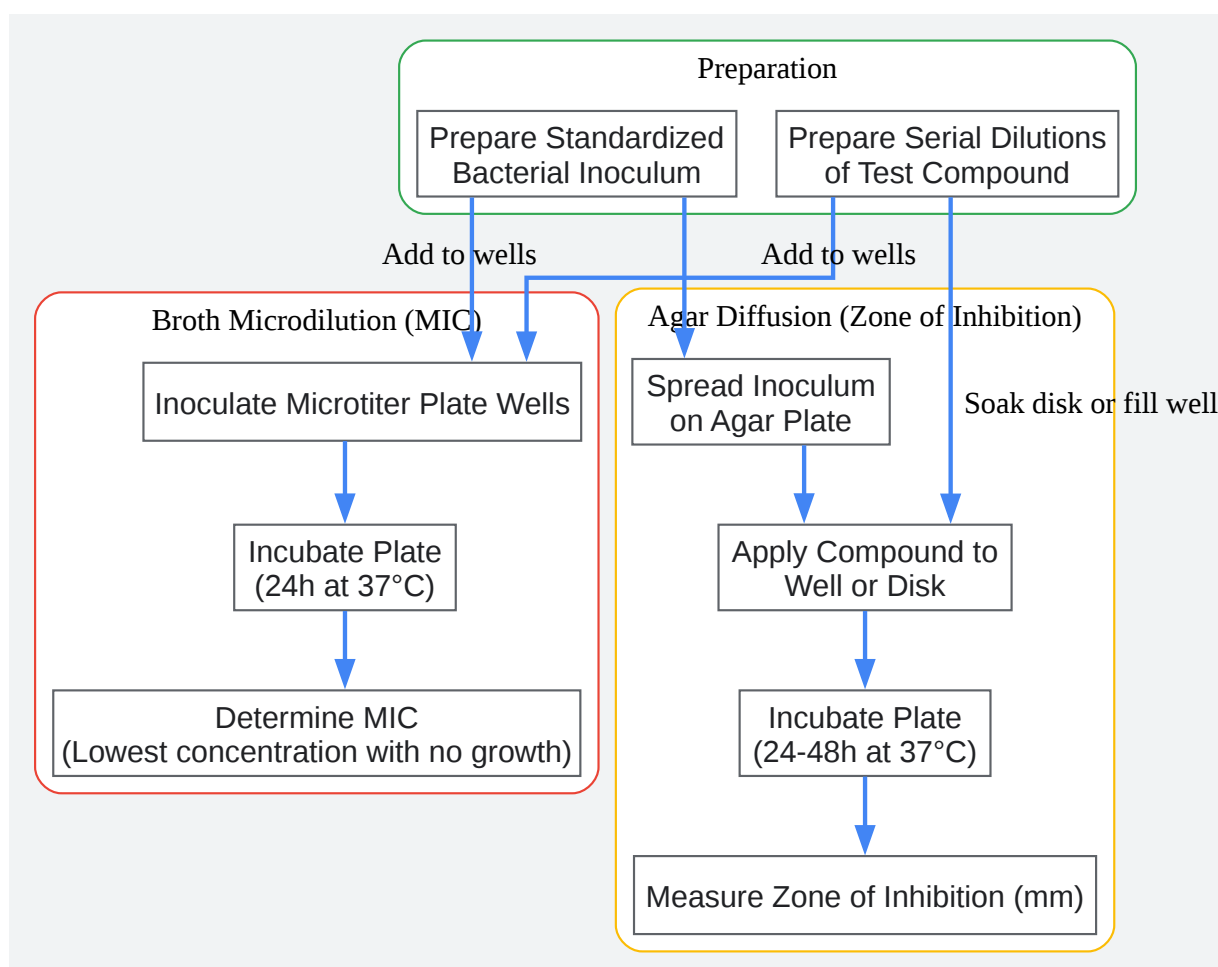 Preparation
Prepare Standardized
Bacterial Inoculum
Prepare Serial Dilutions
of Test Compound
Add to wells
Add to wells
Broth Microdilution (MIC)
Inoculate Microtiter Plate Wells
Incubate Plate
(24h at 37°C)
Determine MIC
(Lowest concentration with no growth)
Agar Diffusion (Zone of Inhibition)
Spread Inoculum
on Agar Plate
Soak disk or fill well
Apply Compound to
Well or Disk
Incubate Plate
(24-48h at 37°C)
Measure Zone of Inhibition (mm)